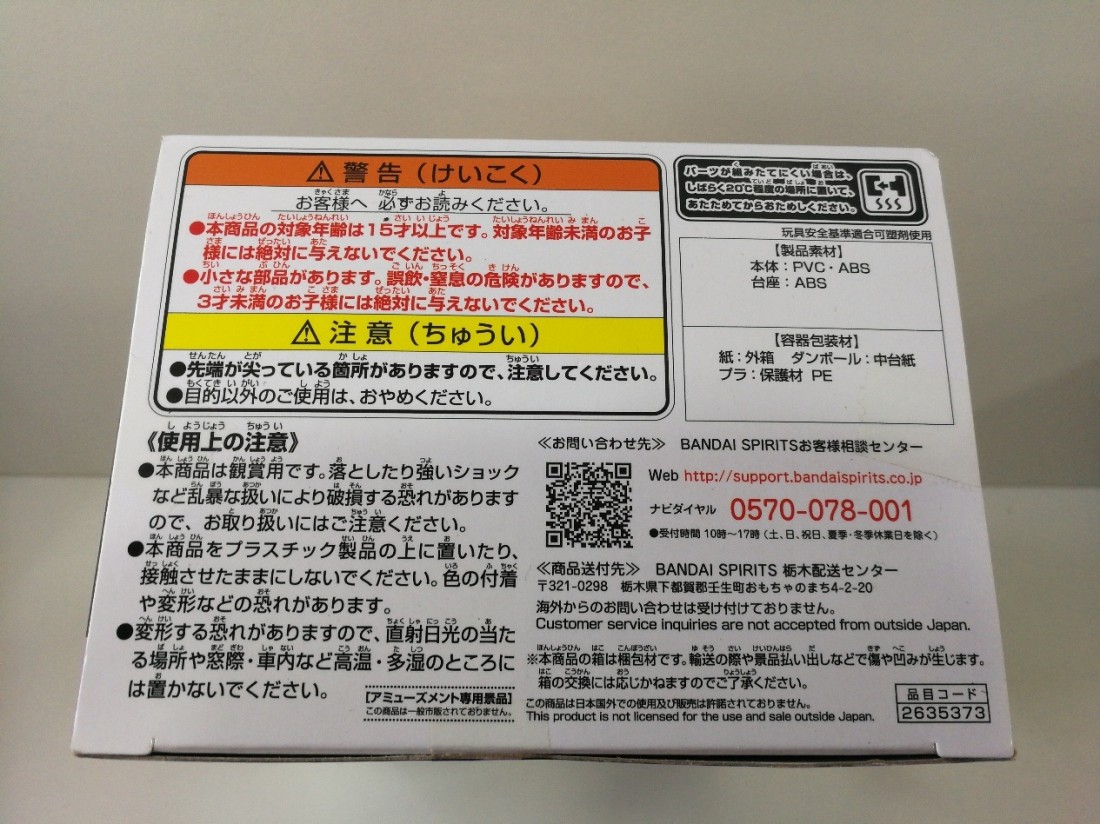 ⚠ 警告(けいこく)
お客様へ 必ずお読みください。
●本商品の対象年齢は15才以上です。対象年齢未満のお子
様には絶対に与えないでください。
●小さな部品があります。誤飲・窒息の危険がありますので、
3才未満のお子様には絶対に与えないでください。
⚠ 注意(ちゅうい)
●先端が尖っている箇所がありますので、注意してください。
●目的以外のご使用は、おやめください。
パーツが組みたてにくい場合は、
しばらく20℃程度の場所に置いて、
あたためてからおためしください。
玩具安全基準適合可塑剤使用
【製品素材】
本体:PVC・ABS
台座:ABS
【容器包装材】
紙:外箱 ダンボール:中台紙
プラ:保護材 PE
《使用上の注意》
●本商品は観賞用です。落としたり強いショック
など乱暴な扱いにより破損する恐れがあります
ので、お取り扱いにはご注意ください。
●本商品をプラスチック製品の上に置いたり、
接触させたままにしないでください。色の付着
や変形などの恐れがあります。
●変形する恐れがありますので、直射日光の当た
る場所や窓際・車内など高温・多湿のところに
は置かないでください。
【アミューズメント専用景品】
この商品は一般市販されておりません。
≪お問い合わせ先≫ BANDAI SPIRITSお客様相談センター
Web http://support.bandaispirits.co.jp
ナビダイヤル 0570-078-001
●受付時間 10時〜17時(土、日、祝日、夏季・冬季休業日を除く)
≪商品送付先≫ BANDAI SPIRITS 栃木配送センター
〒321-0298 栃木県下都賀郡壬生町おもちゃのまち4-2-20
海外からのお問い合わせは受け付けておりません。
Customer service inquiries are not accepted from outside Japan.
※本商品の箱は梱包材です。輸送の際や景品払い出しなどで傷や凹みが生じます。
箱の交換には応じかねますのでご了承ください。
この商品は日本国外での使用及び販売は許諾されておりません。
This product is not licensed for the use and sale outside Japan.
品目コード
2635373